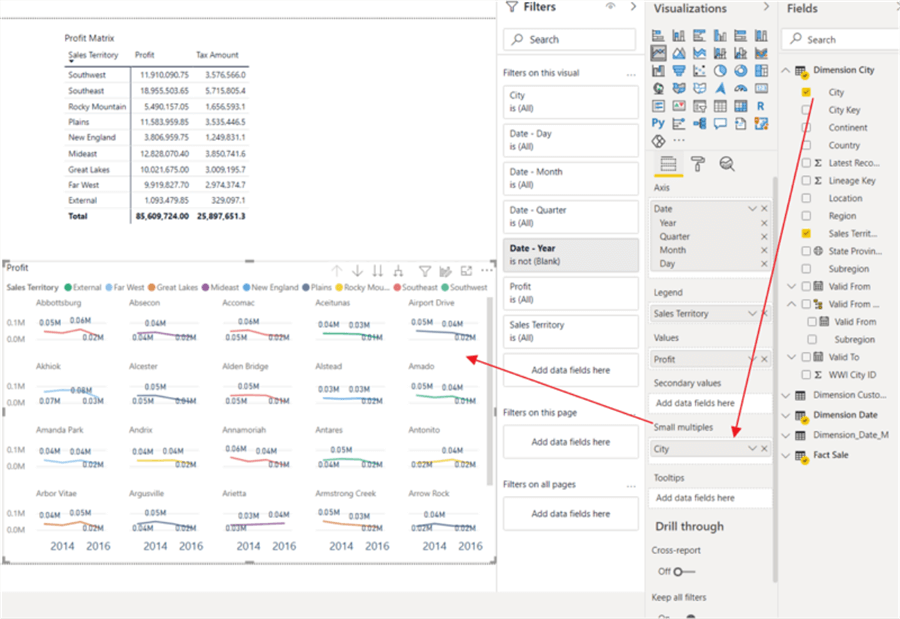 Profit Matrix
Sales Territory Profit Tax Amount
Southwest 11,910,090.75 3,576,566.0
Southeast 18,955,503.65 5,715,805.4
Rocky Mountain 5,490,157.05 1,656,593.1
Plains 11,583,959.85 3,535,446.5
New England 3,806,959.75 1,249,831.1
Mideast 12,828,070.40 3,850,741.6
Great Lakes 10,021,675.00 3,009,195.7
Far West 9,919,827.70 2,974,374.7
External 1,093,479.85 329,097.1
Total 85,609,724.00 25,897,651.3
Profit
Sales Territory External Far West Great Lakes Mideast New England Plains Rocky Mou... Southeast Southwest
Abbottsburg Absecon Accomac Aceitunas Airport Drive
0.1M 0.05M 0.06M 0.04M 0.06M 0.04M 0.03M 0.05M 0.04M
0.0M 0.04M 0.02M 0.05M 0.02M 0.01M 0.02M
Akhiok Alcester Alden Bridge Alstead Amado
0.1M 0.08M 0.05M 0.05M 0.03M 0.03M 0.05M 0.04M
0.0M 0.07M 0.03M 0.05M 0.01M 0.05M 0.01M 0.02M 0.01M
Amanda Park Andrix Annamoriah Antares Antonito
0.1M 0.04M 0.04M 0.06M 0.04M 0.05M 0.04M
0.0M 0.02M 0.04M 0.02M 0.01M 0.04M 0.02M 0.02M 0.02M
Arbor Vitae Argusville Arietta Armstrong Creek Arrow Rock
0.1M 0.04M 0.05M 0.05M 0.03M 0.04M 0.05M 0.03M 0.04M
0.0M 0.02M 0.04M 0.02M 0.02M 0.02M 0.02M
2014 2016 2014 2016 2014 2016 2014 2016 2014 2016
Filters
Search
Filters on this visual ...
City
is (All)
Date - Day
is (All)
Date - Month
is (All)
Date - Quarter
is (All)
Date - Year
is not (Blank)
Profit
is (All)
Sales Territory
is (All)
Add data fields here
Filters on this page ...
Add data fields here
Filters on all pages ...
Add data fields here
Visualizations
R
Py ...
Axis
Date
Year
Quarter
Month
Day
Legend
Sales Territory
Values
Profit
Secondary values
Add data fields here
Small multiples
City
Tooltips
Add data fields here
Drill through
Cross-report
Off
Keep all filters
Fields
Search
Dimension City
City
City Key
Continent
Country
Latest Reco...
Lineage Key
Location
Region
Sales Territ...
State Provin...
Subregion
Valid From
Valid From ...
Valid From
Subregion
Valid To
WWI City ID
Dimension Custo...
Dimension Date
Dimension_Date_M
Fact Sale